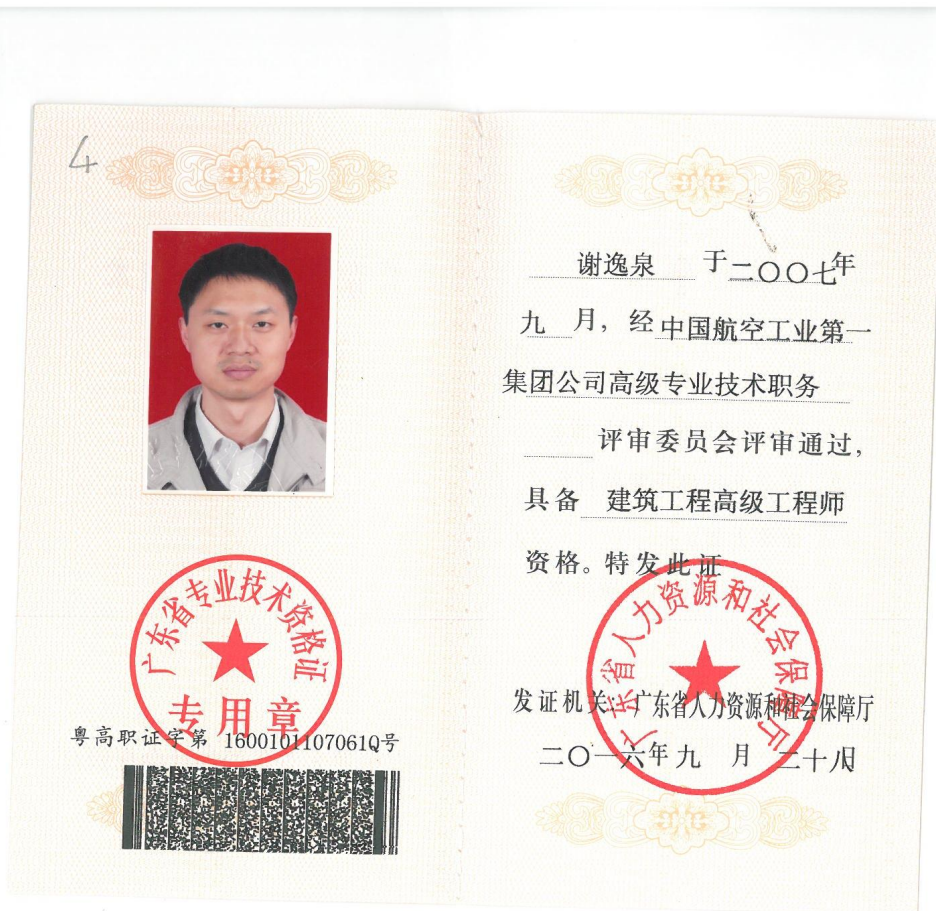 4
广东省专业技术资格证
专用章
粤高职证字第 1600101107061Q号
谢逸泉 于二〇〇七年
九 月，经中国航空工业第一
集团公司高级专业技术职务
评审委员会评审通过，
具备 建筑工程高级工程师
资格。特发此证
广东省人力资源和社会保障厅
发证机关：广东省人力资源和社会保障厅
二〇一六年九 月 二十八日